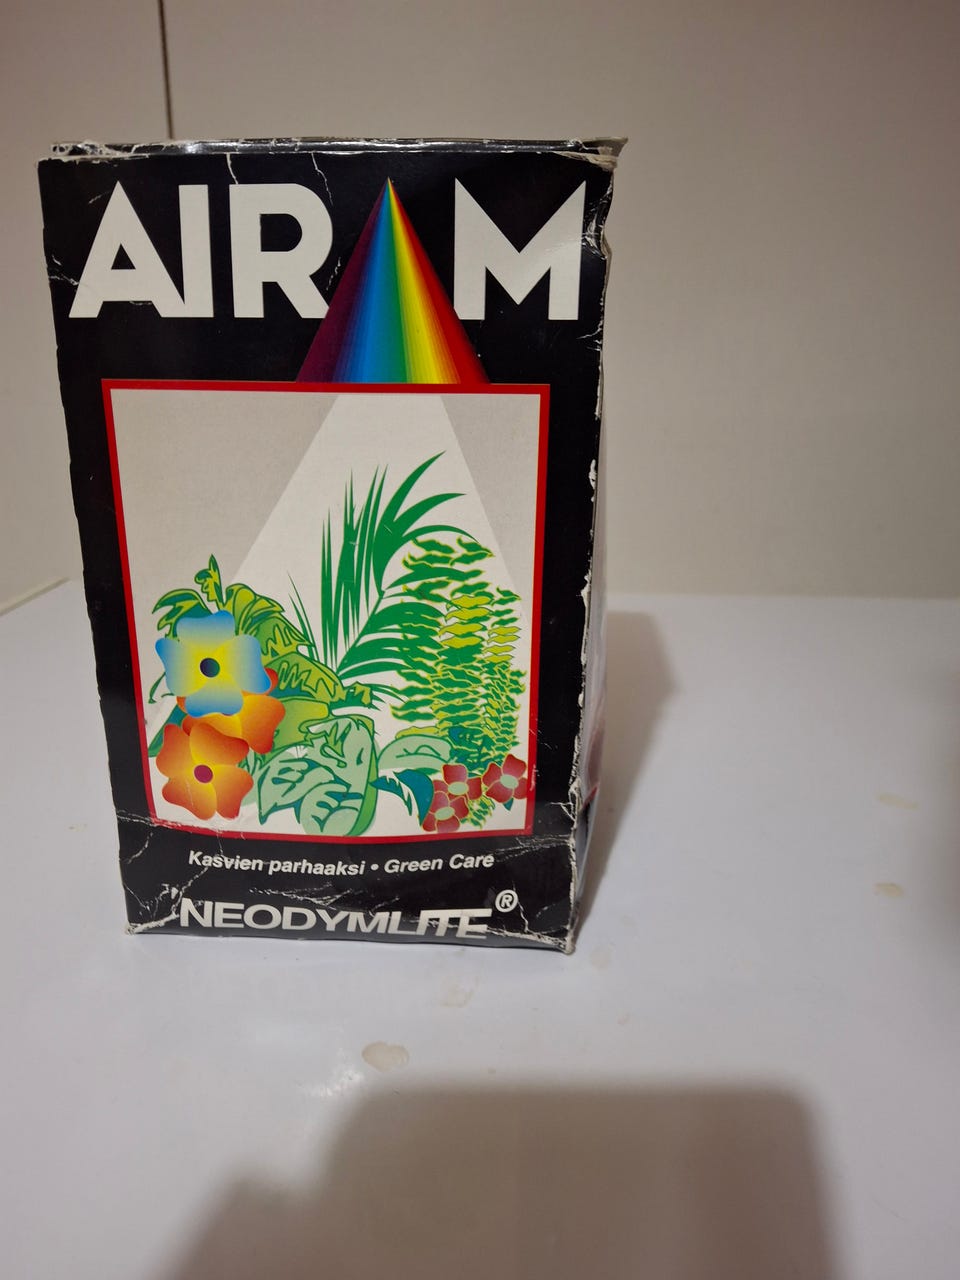 AIRAM
Kasvien parhaaksi • Green Care
NEODYMLITE®